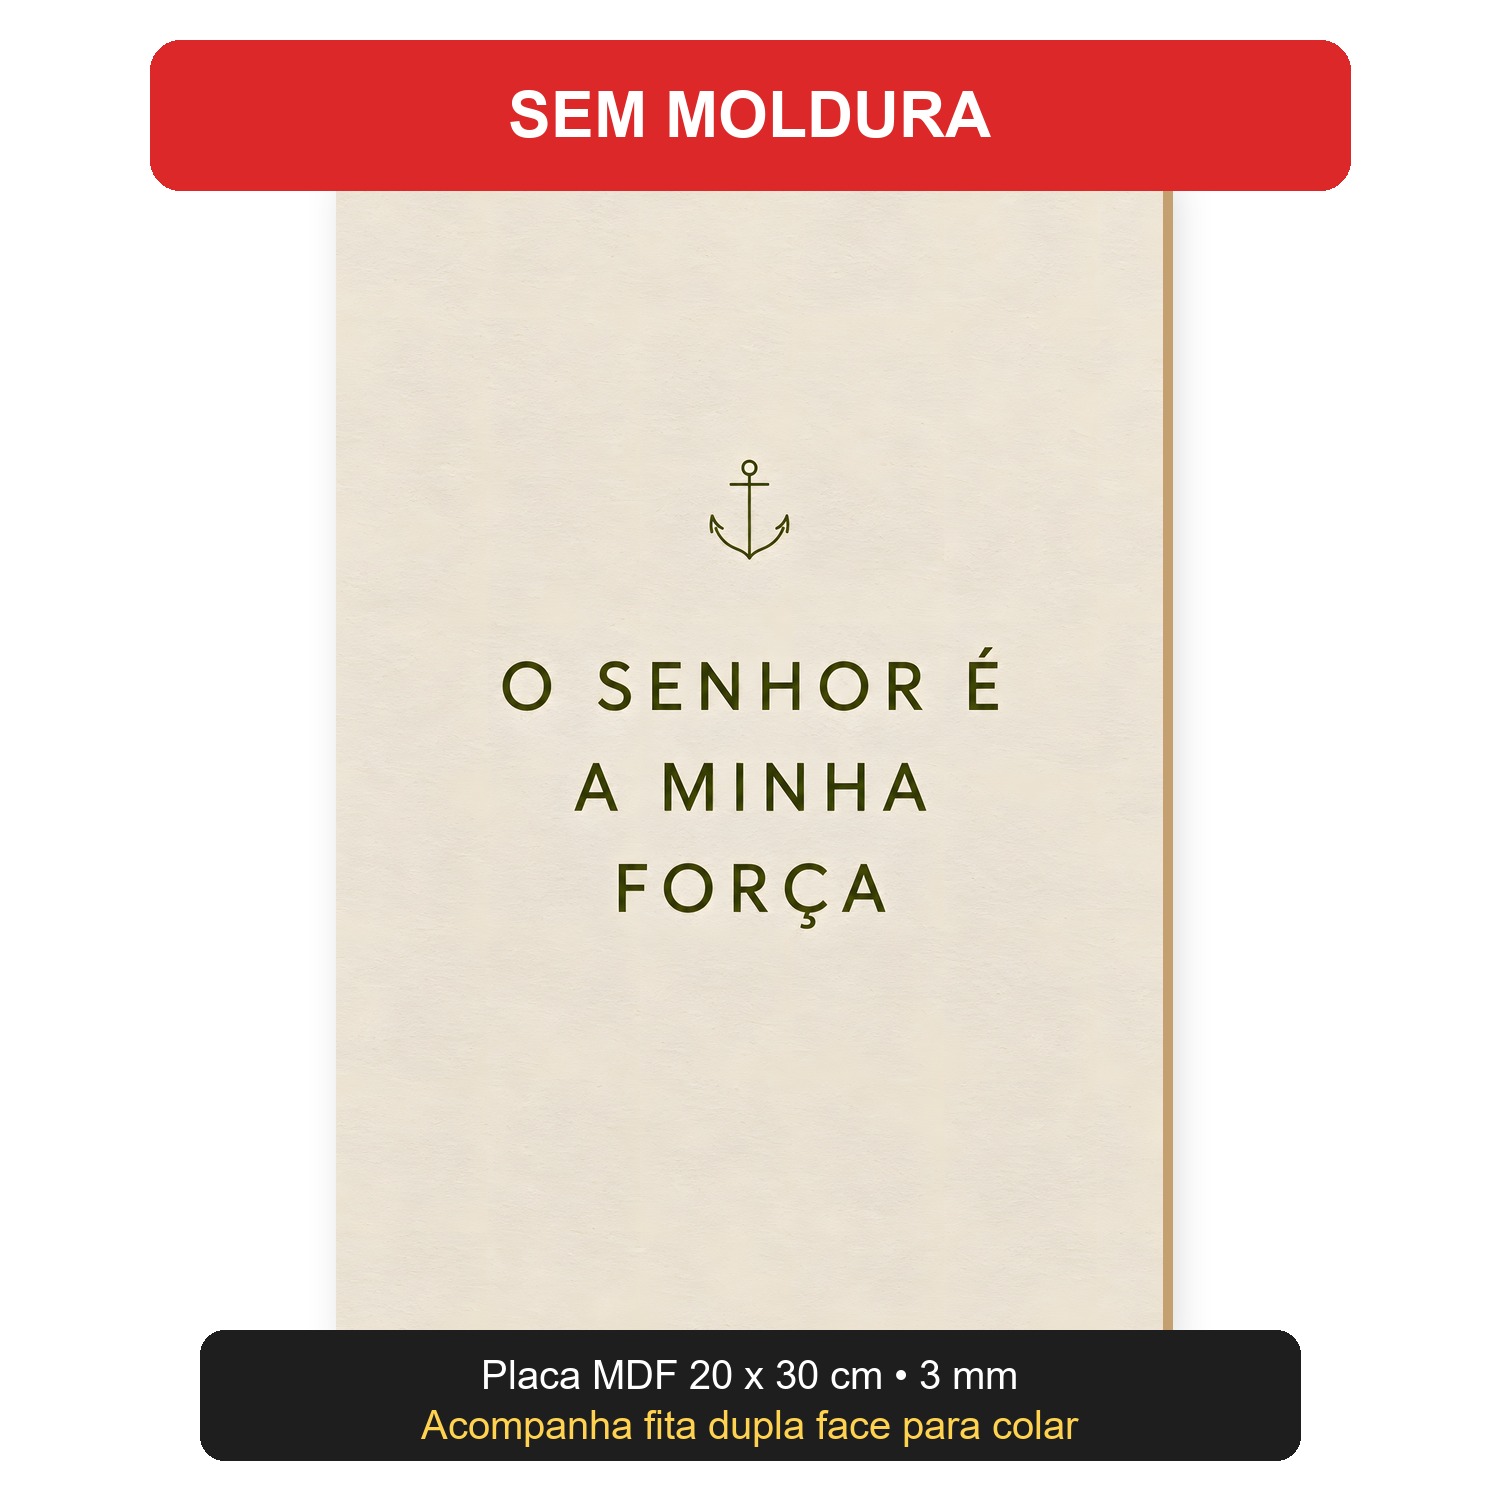 SEM MOLDURA
O SENHOR É
A MINHA
FORÇA
Placa MDF 20 x 30 cm • 3 mm
Acompanha fita dupla face para colar